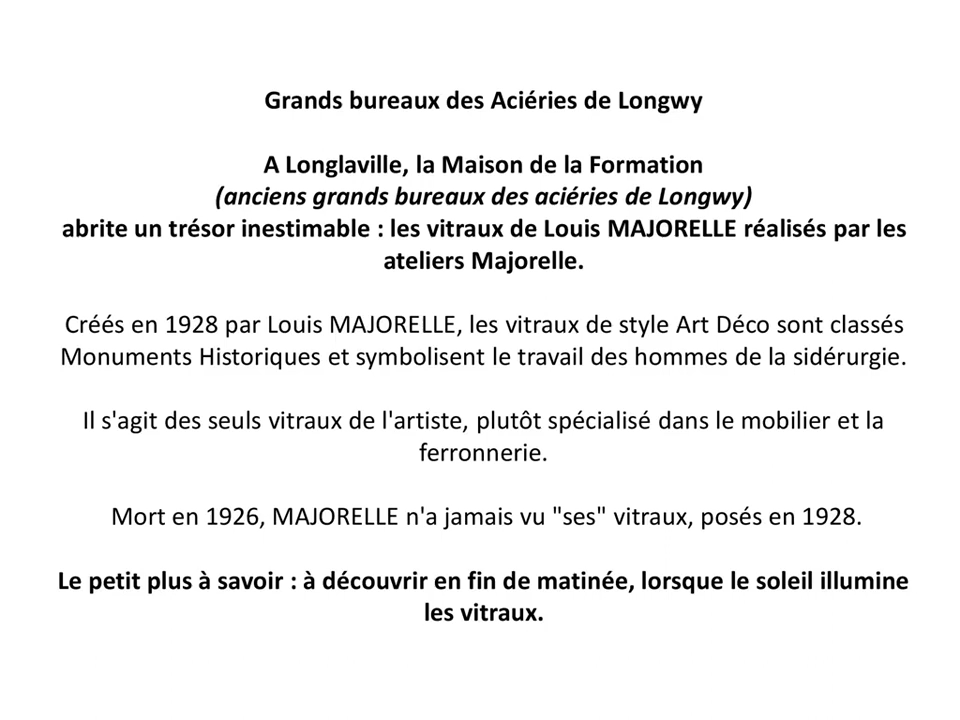 Grands bureaux des Aciéries de Longwy
A Longlaville, la Maison de la Formation
(anciens grands bureaux des aciéries de Longwy)
abrite un trésor inestimable : les vitraux de Louis MAJORELLE réalisés par les
ateliers Majorelle.
Créés en 1928 par Louis MAJORELLE, les vitraux de style Art Déco sont classés
Monuments Historiques et symbolisent le travail des hommes de la sidérurgie.
Il s'agit des seuls vitraux de l'artiste, plutôt spécialisé dans le mobilier et la
ferronnerie.
Mort en 1926, MAJORELLE n'a jamais vu "ses" vitraux, posés en 1928.
Le petit plus à savoir : à découvrir en fin de matinée, lorsque le soleil illumine
les vitraux.